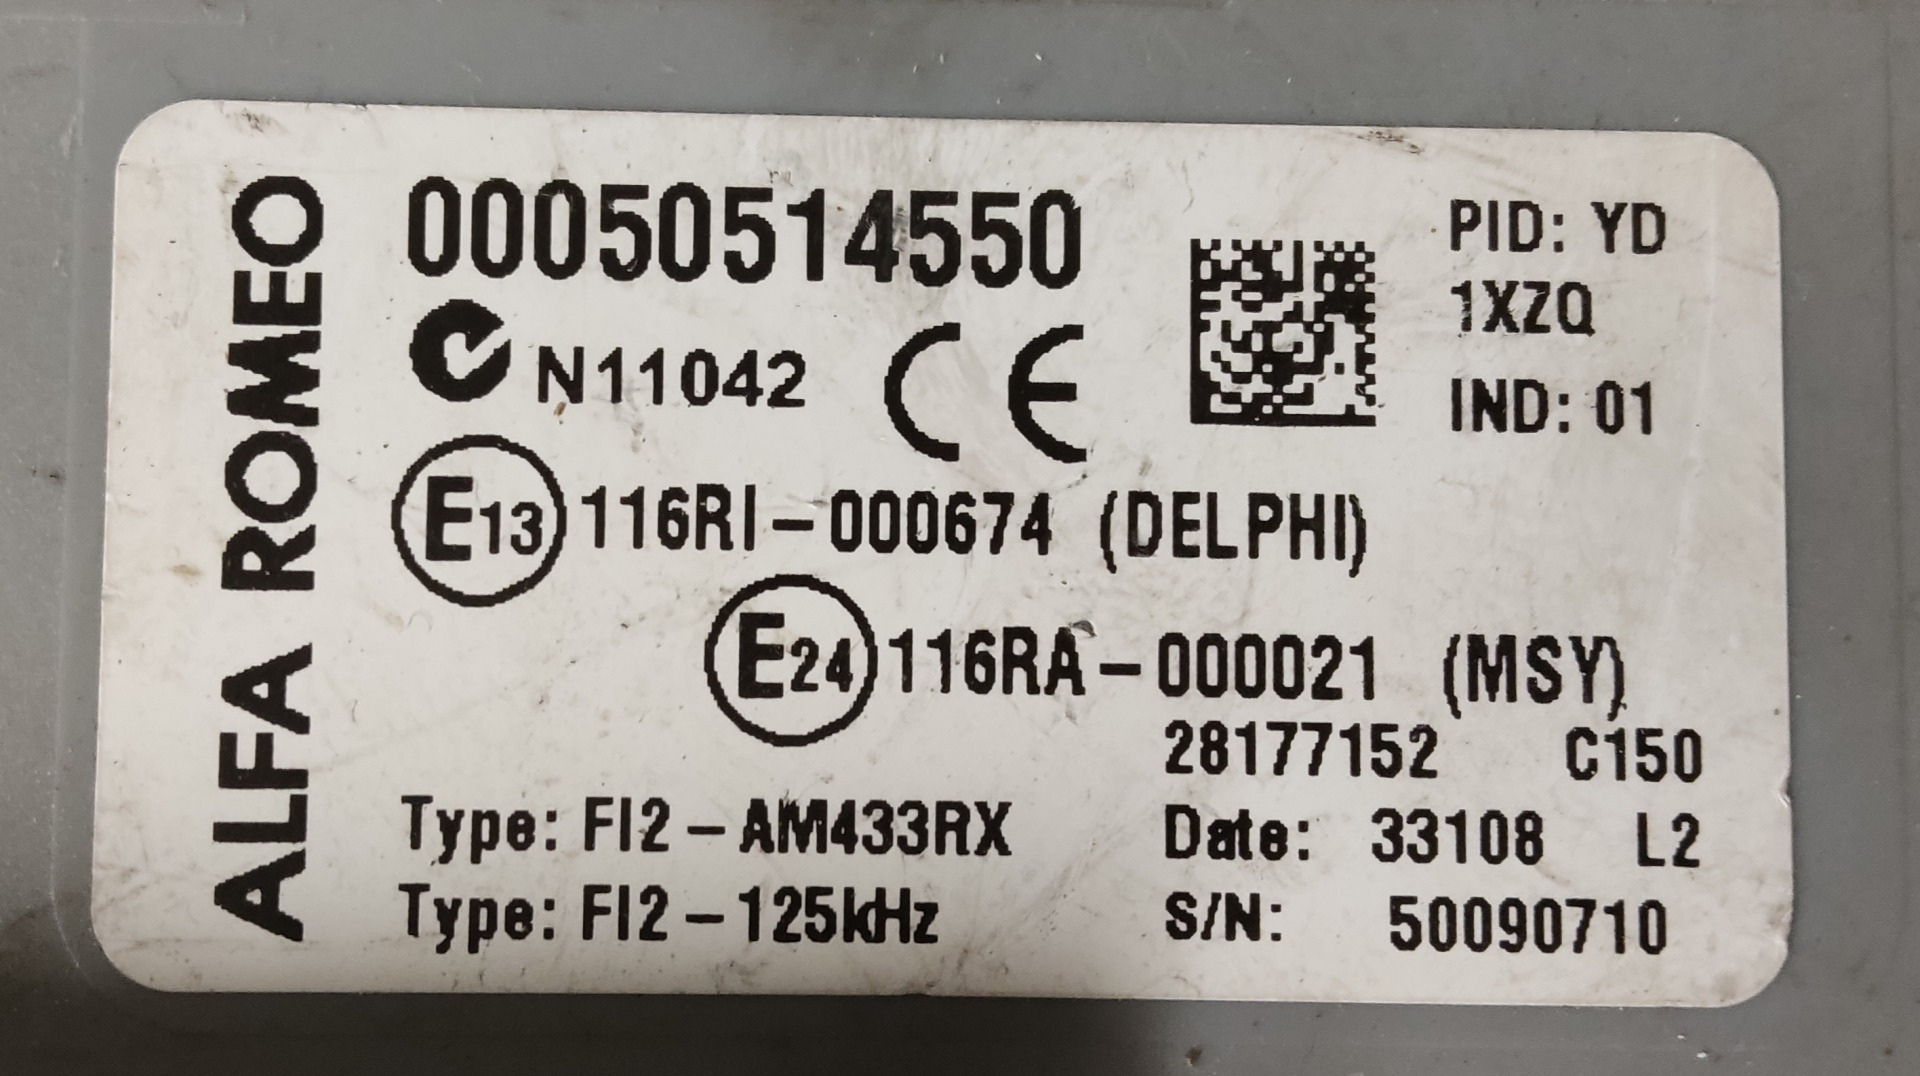 ALFA ROMEO
00050514550
PID: YD
1XZQ
N11042 CE
IND: 01
E13 116RI-000674 (DELPHI)
E24 116RA-000021 (MSY)
28177152 C150
Type: FI2-AM433RX
Date: 33108 L2
Type: FI2-125kHz
S/N: 50090710